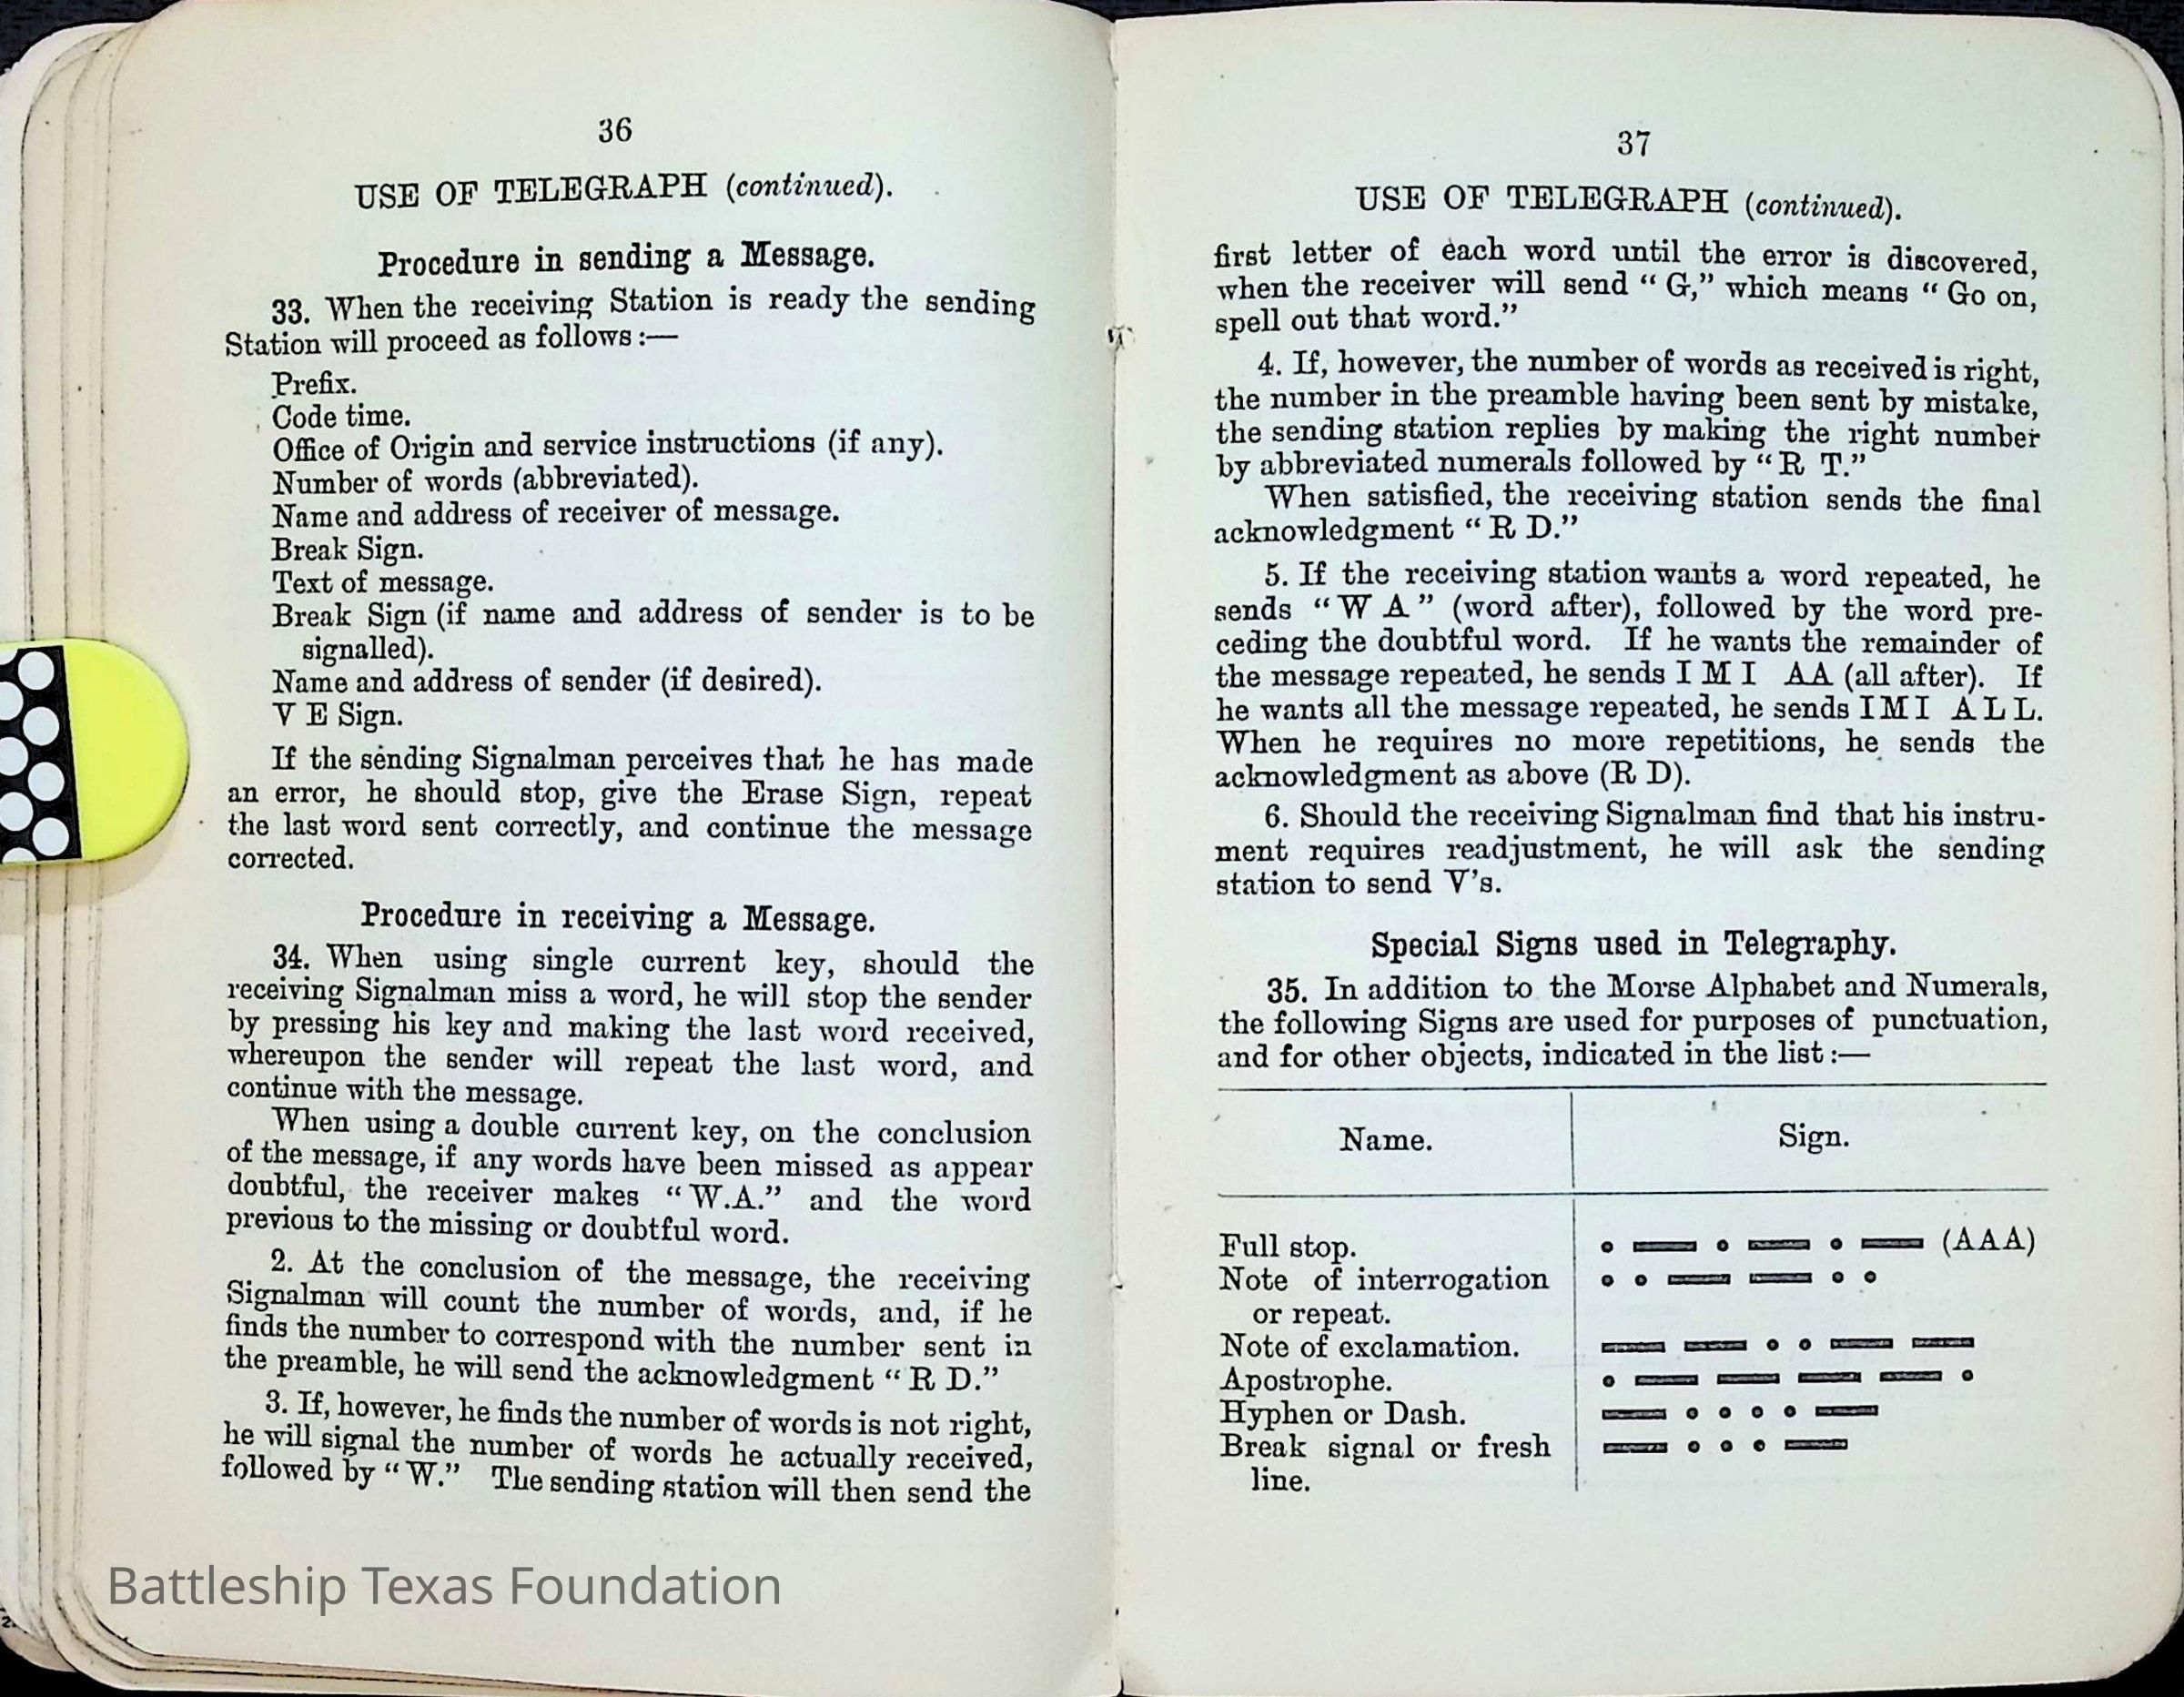 36
USE OF TELEGRAPH (continued).
Procedure in sending a Message.
33. When the receiving Station is ready the sending
Station will proceed as follows :—
Prefix.
Code time.
Office of Origin and service instructions (if any).
Number of words (abbreviated).
Name and address of receiver of message.
Break Sign.
Text of message.
Break Sign (if name and address of sender is to be
signalled).
Name and address of sender (if desired).
V E Sign.
If the sending Signalman perceives that he has made
an error, he should stop, give the Erase Sign, repeat
the last word sent correctly, and continue the message
corrected.
Procedure in receiving a Message.
34. When using single current key, should the
receiving Signalman miss a word, he will stop the sender
by pressing his key and making the last word received,
whereupon the sender will repeat the last word, and
continue with the message.
When using a double current key, on the conclusion
of the message, if any words have been missed as appear
doubtful, the receiver makes “ W.A.” and the word
previous to the missing or doubtful word.
2. At the conclusion of the message, the receiving
Signalman will count the number of words, and, if he
finds the number to correspond with the number sent in
the preamble, he will send the acknowledgment “ R D.”
3. If, however, he finds the number of words is not right,
he will signal the number of words he actually received,
followed by “ W.” The sending station will then send the
Battleship Texas Foundation
37
USE OF TELEGRAPH (continued).
first letter of each word until the error is discovered,
when the receiver will send “ G,” which means “ Go on,
spell out that word.”
4. If, however, the number of words as received is right,
the number in the preamble having been sent by mistake,
the sending station replies by making the right number
by abbreviated numerals followed by “ R T.”
When satisfied, the receiving station sends the final
acknowledgment “ R D.”
5. If the receiving station wants a word repeated, he
sends “ W A ” (word after), followed by the word pre-
ceding the doubtful word. If he wants the remainder of
the message repeated, he sends I M I AA (all after). If
he wants all the message repeated, he sends I M I A L L.
When he requires no more repetitions, he sends the
acknowledgment as above (R D).
6. Should the receiving Signalman find that his instru-
ment requires readjustment, he will ask the sending
station to send V’s.
Special Signs used in Telegraphy.
35. In addition to the Morse Alphabet and Numerals,
the following Signs are used for purposes of punctuation,
and for other objects, indicated in the list :—
Name. Sign.
Full stop. • — • — • — (AAA)
Note of interrogation • • — — • •
or repeat.
Note of exclamation. — — • • — —
Apostrophe. • — — — — •
Hyphen or Dash. — • • • • —
Break signal or fresh — • • • —
line.